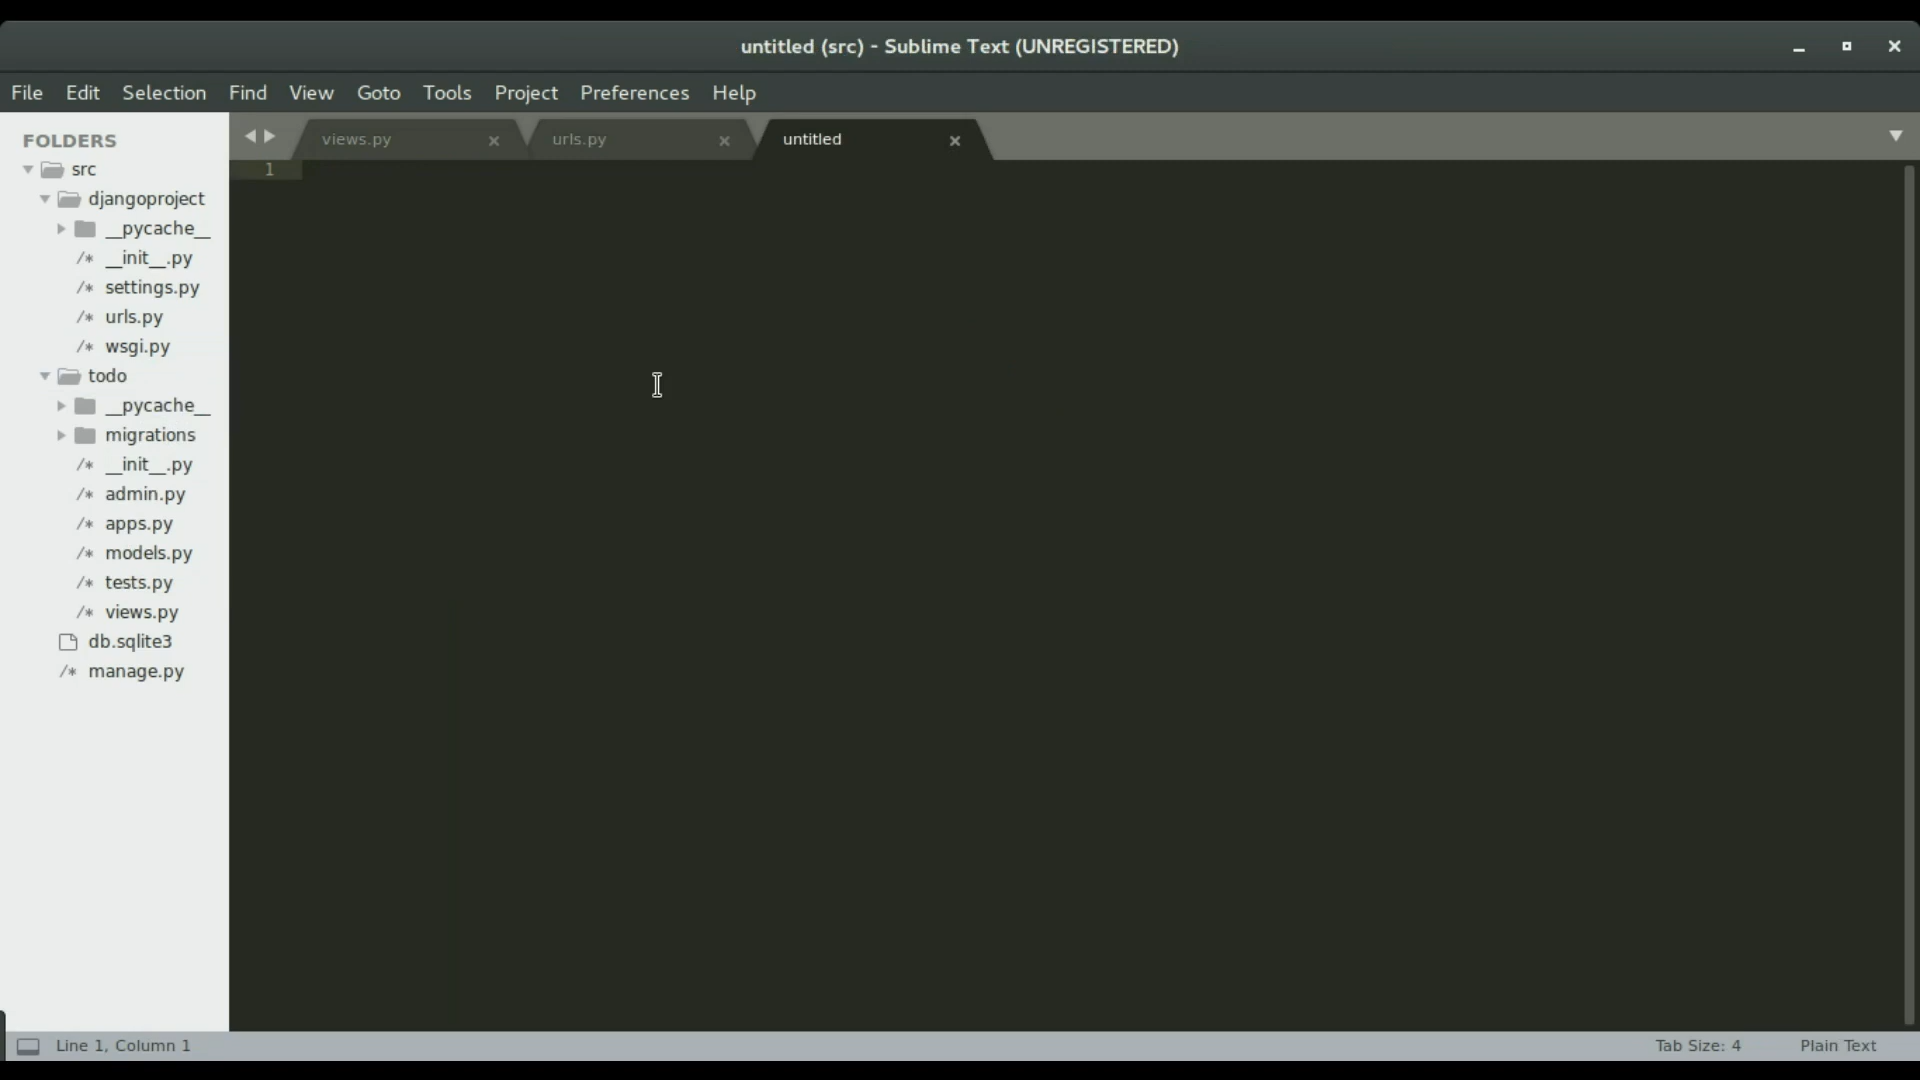 untitled (src) - Sublime Text (UNREGISTERED)
File Edit Selection Find View Goto Tools Project Preferences Help
FOLDERS
views.py urls.py untitled
1
src
djangoproject
__pycache__
/* __init__.py
/* settings.py
/* urls.py
/* wsgi.py
todo
__pycache__
migrations
/* __init__.py
/* admin.py
/* apps.py
/* models.py
/* tests.py
/* views.py
db.sqlite3
/* manage.py
Line 1, Column 1 Tab Size: 4 Plain Text